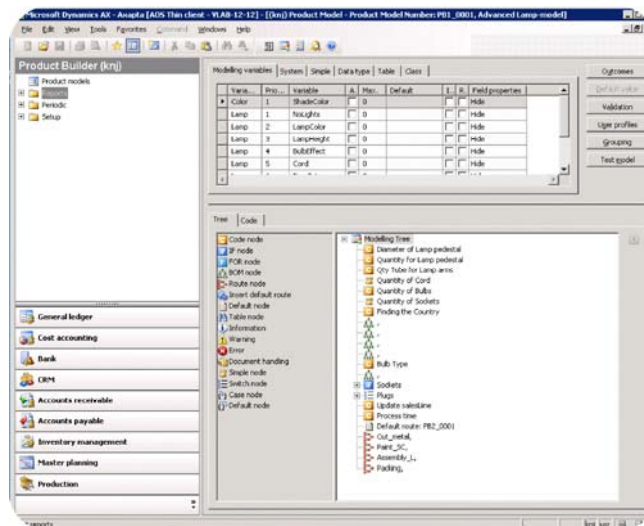 Microsoft Dynamics AX - Axapta [AOS Thin client - VLAB-12-12] - [(knj) Product Model - Product Model Number: PB1_0001, Advanced Lamp-model)]
File Edit View Tools Favorites Command Windows Help
Product Builder (knj)
Product models
Reports
Periodic
Setup
General ledger
Cost accounting
Bank
CRM
Accounts receivable
Accounts payable
Inventory management
Master planning
Production
Modelling variables System Simple Data type Table Class
Varia... Prio... Variable A. Max. Default I.. R. Field properties
Color 1 ShadeColor 0 Hide
Lamp 1 NoLights 0 Hide
Lamp 2 LampColor 0 Hide
Lamp 3 LampHeight 0 Hide
Lamp 4 BulbEffect 0 Hide
Lamp 5 Cord 0 Hide
Outcomes
Default value
Validation
User profiles
Grouping
Test model
Tree Code
Code node
IF node
FOR node
BOM node
Route node
Insert default route
Default node
Table node
Information
Warning
Error
Document handling
Simple node
Switch node
Case node
Default node
Modelling Tree
Diameter of Lamp pedestal
Quantity for Lamp pedestal
Qty Tube for Lamp arms
Quantity of Cord
Quantity of Bulbs
Quantity of Sockets
Finding the Country
,
,
,
,
Bulb Type
,
Sockets
Plugs
Update salesLine
Process time
Default route: PB2_0001
Cut_metal,
Paint_SC,
Assembly_L,
Packing,
reports